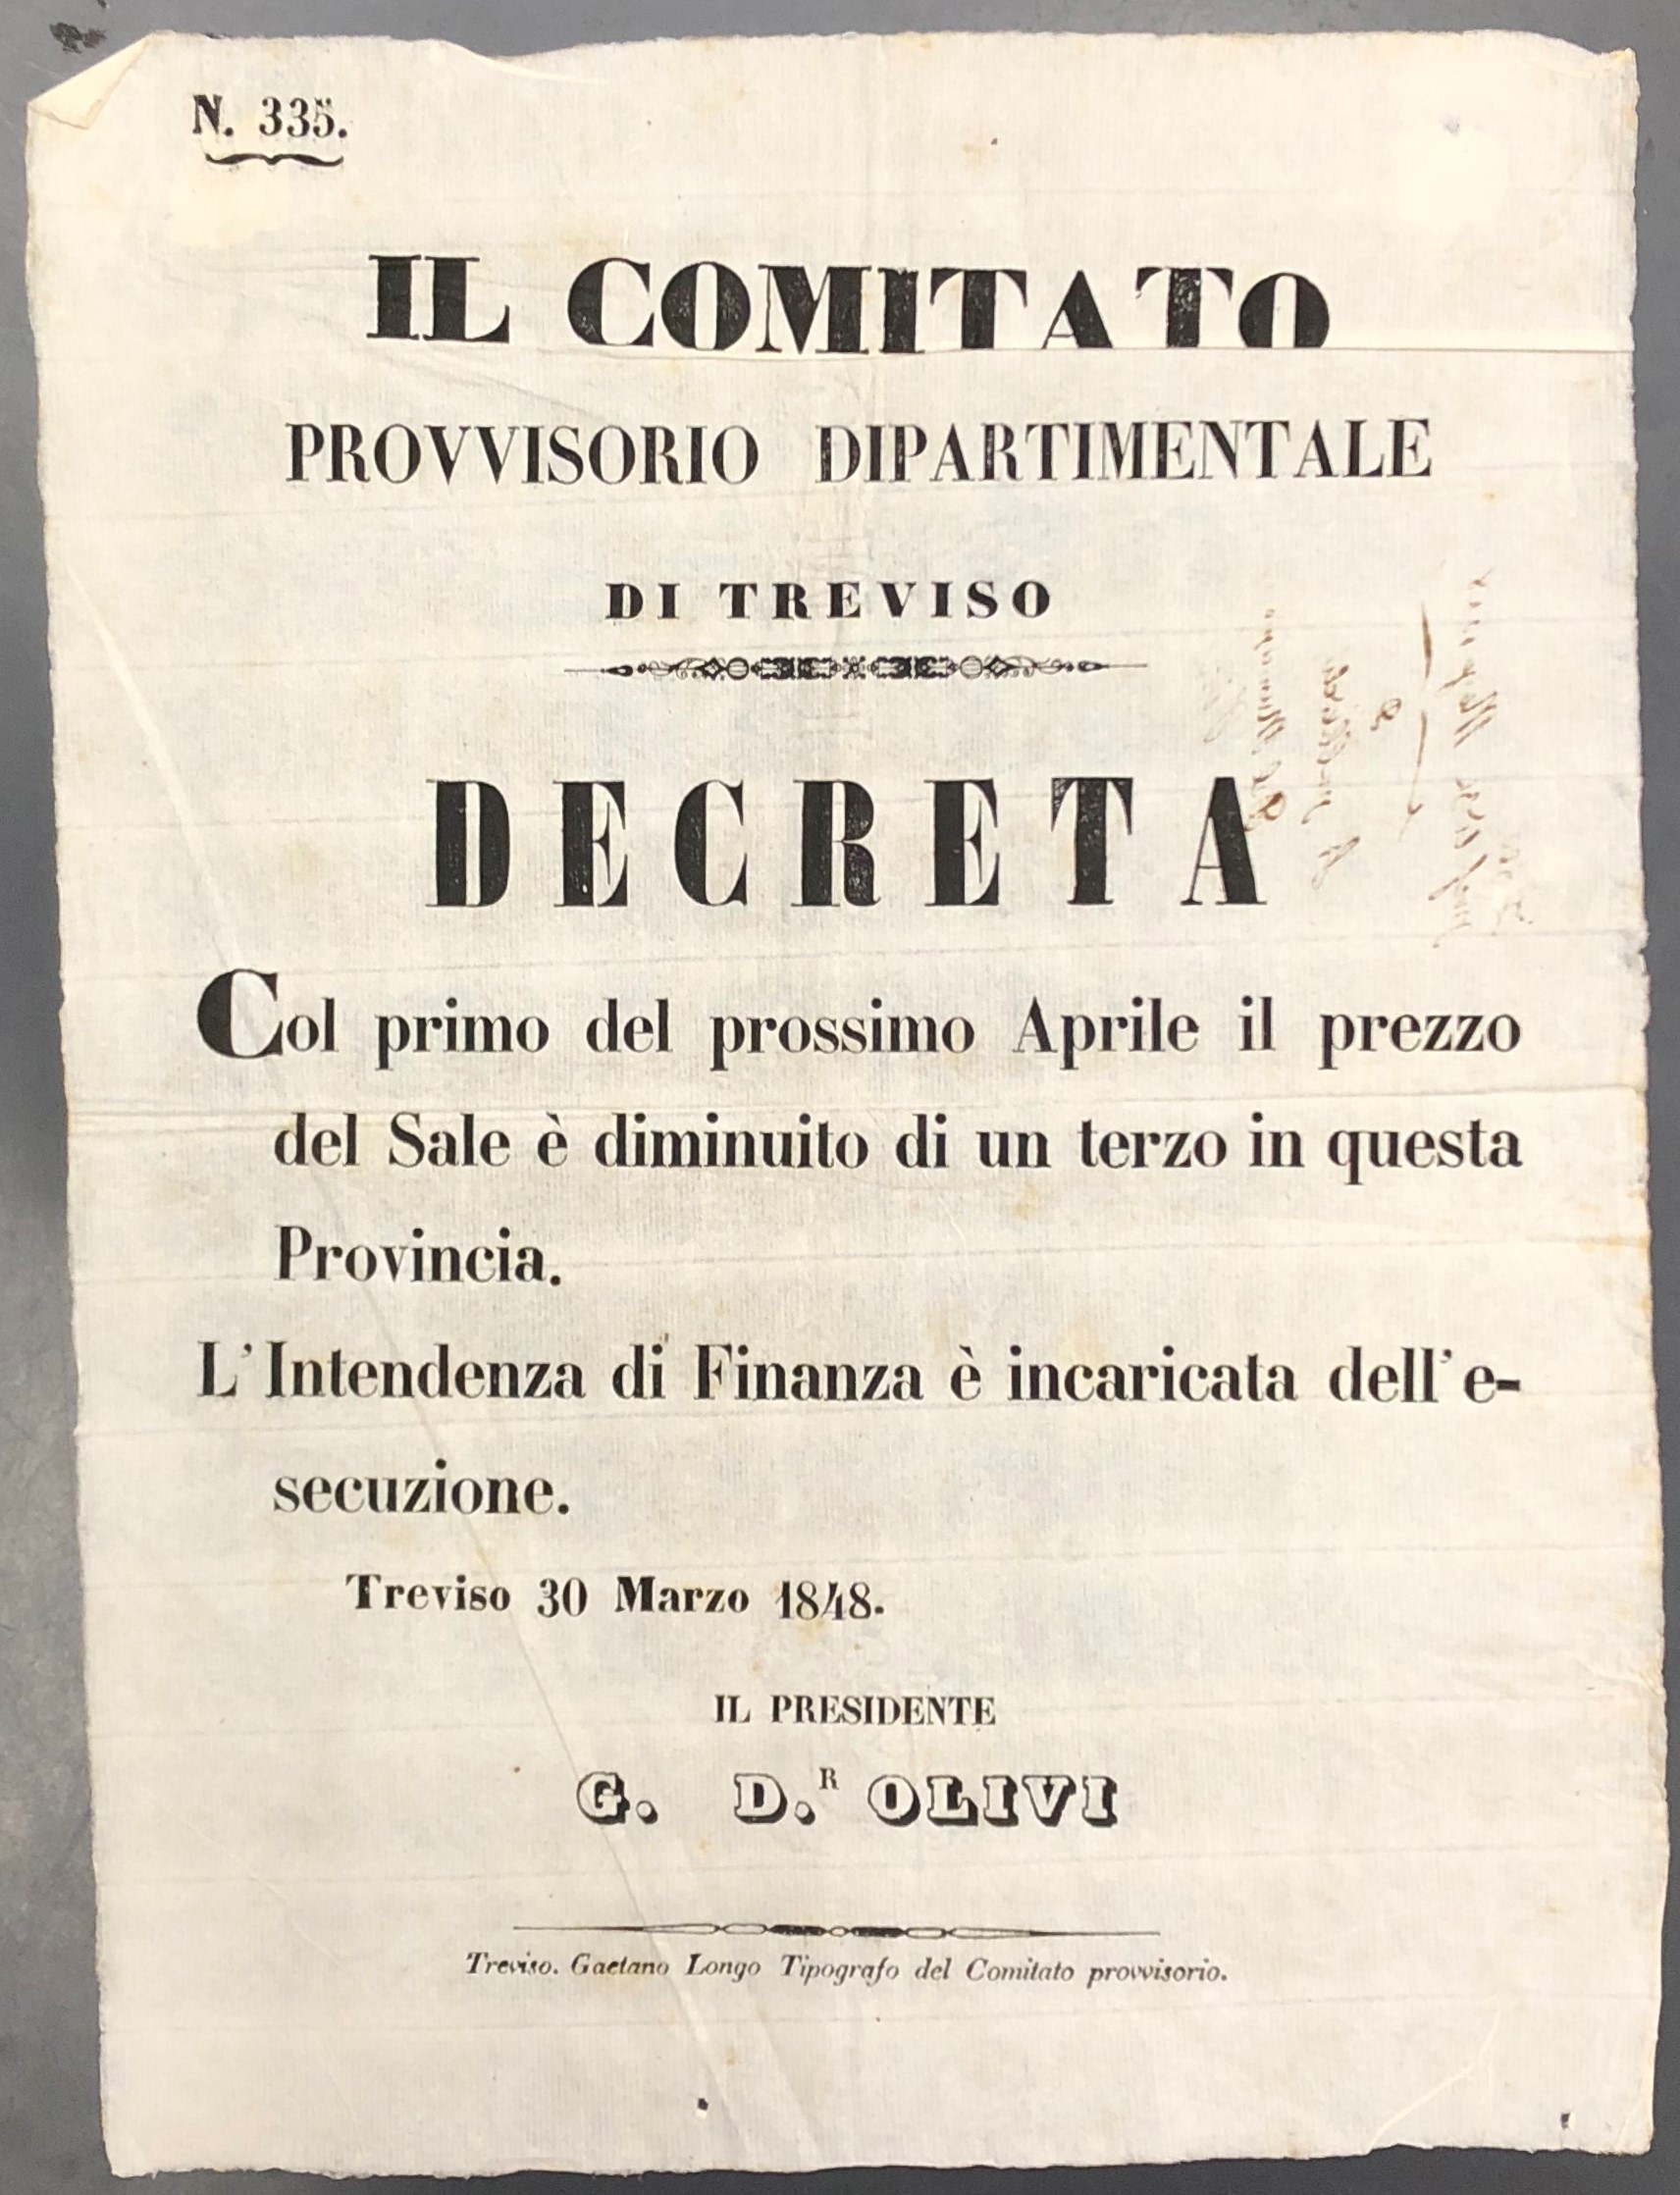 N. 335.
IL COMITATO
PROVVISORIO DIPARTIMENTALE
DI TREVISO
DECRETA
Col primo del prossimo Aprile il prezzo
del Sale è diminuito di un terzo in questa
Provincia.
L'Intendenza di Finanza è incaricata dell'e-
secuzione.
Treviso 30 Marzo 1848.
IL PRESIDENTE
G. D.R OLIVI
Treviso. Gaetano Longo Tipografo del Comitato provvisorio.